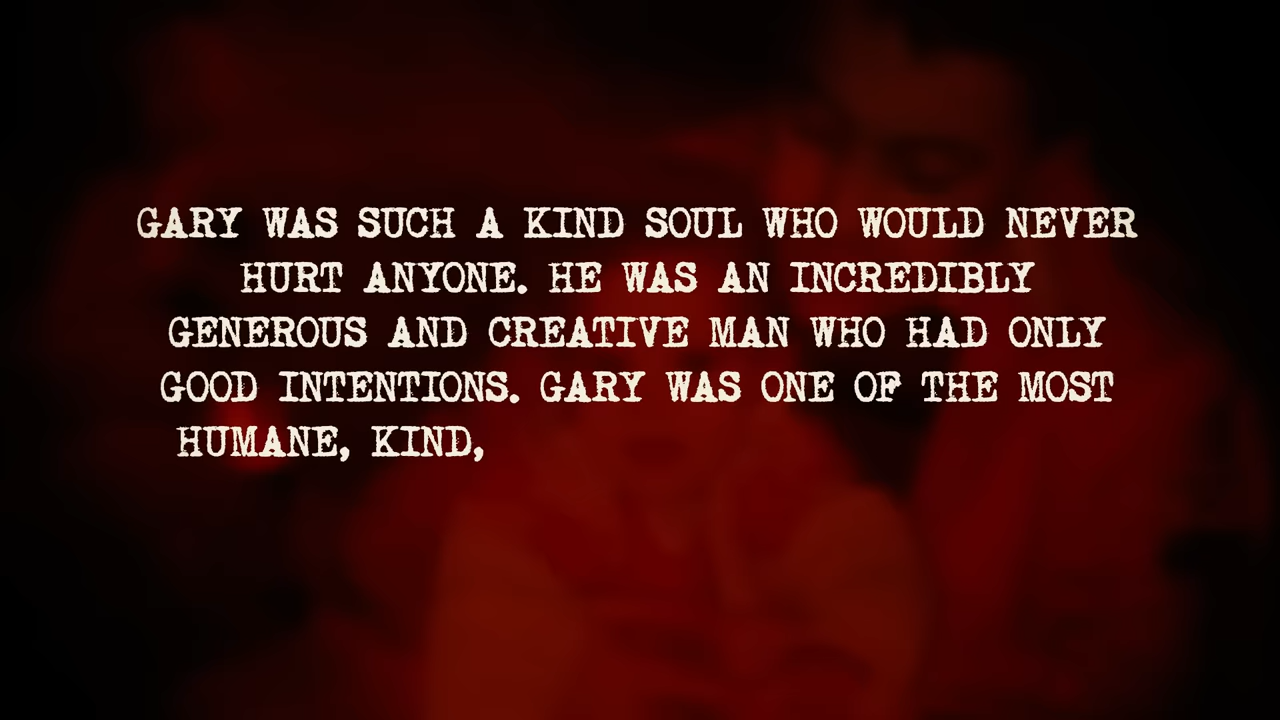 GARY WAS SUCH A KIND SOUL WHO WOULD NEVER
HURT ANYONE. HE WAS AN INCREDIBLY
GENEROUS AND CREATIVE MAN WHO HAD ONLY
GOOD INTENTIONS. GARY WAS ONE OF THE MOST
HUMANE, KIND,